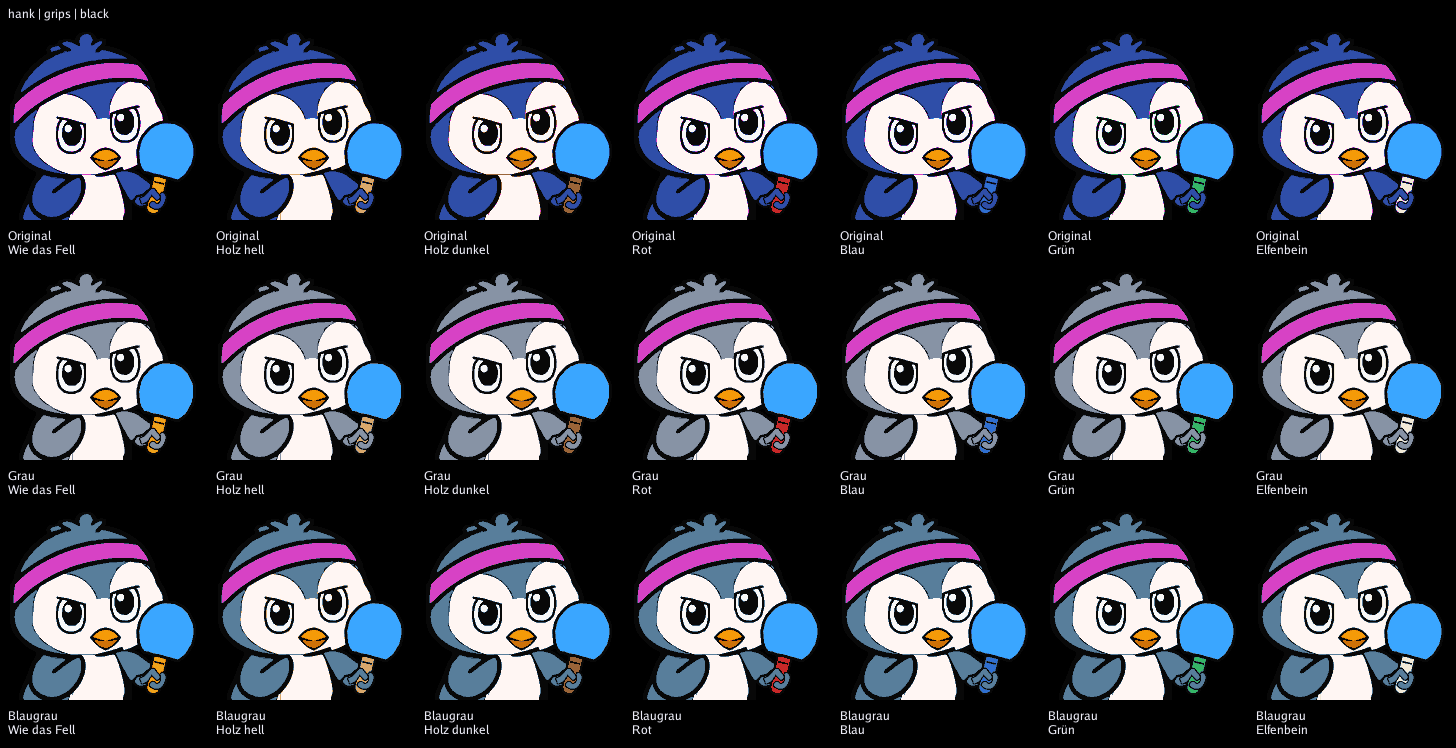 hank | grips | black
Original
Wie das Fell
Original
Holz hell
Original
Holz dunkel
Original
Rot
Original
Blau
Original
Grün
Original
Elfenbein
Grau
Wie das Fell
Grau
Holz hell
Grau
Holz dunkel
Grau
Rot
Grau
Blau
Grau
Grün
Grau
Elfenbein
Blaugrau
Wie das Fell
Blaugrau
Holz hell
Blaugrau
Holz dunkel
Blaugrau
Rot
Blaugrau
Blau
Blaugrau
Grün
Blaugrau
Elfenbein